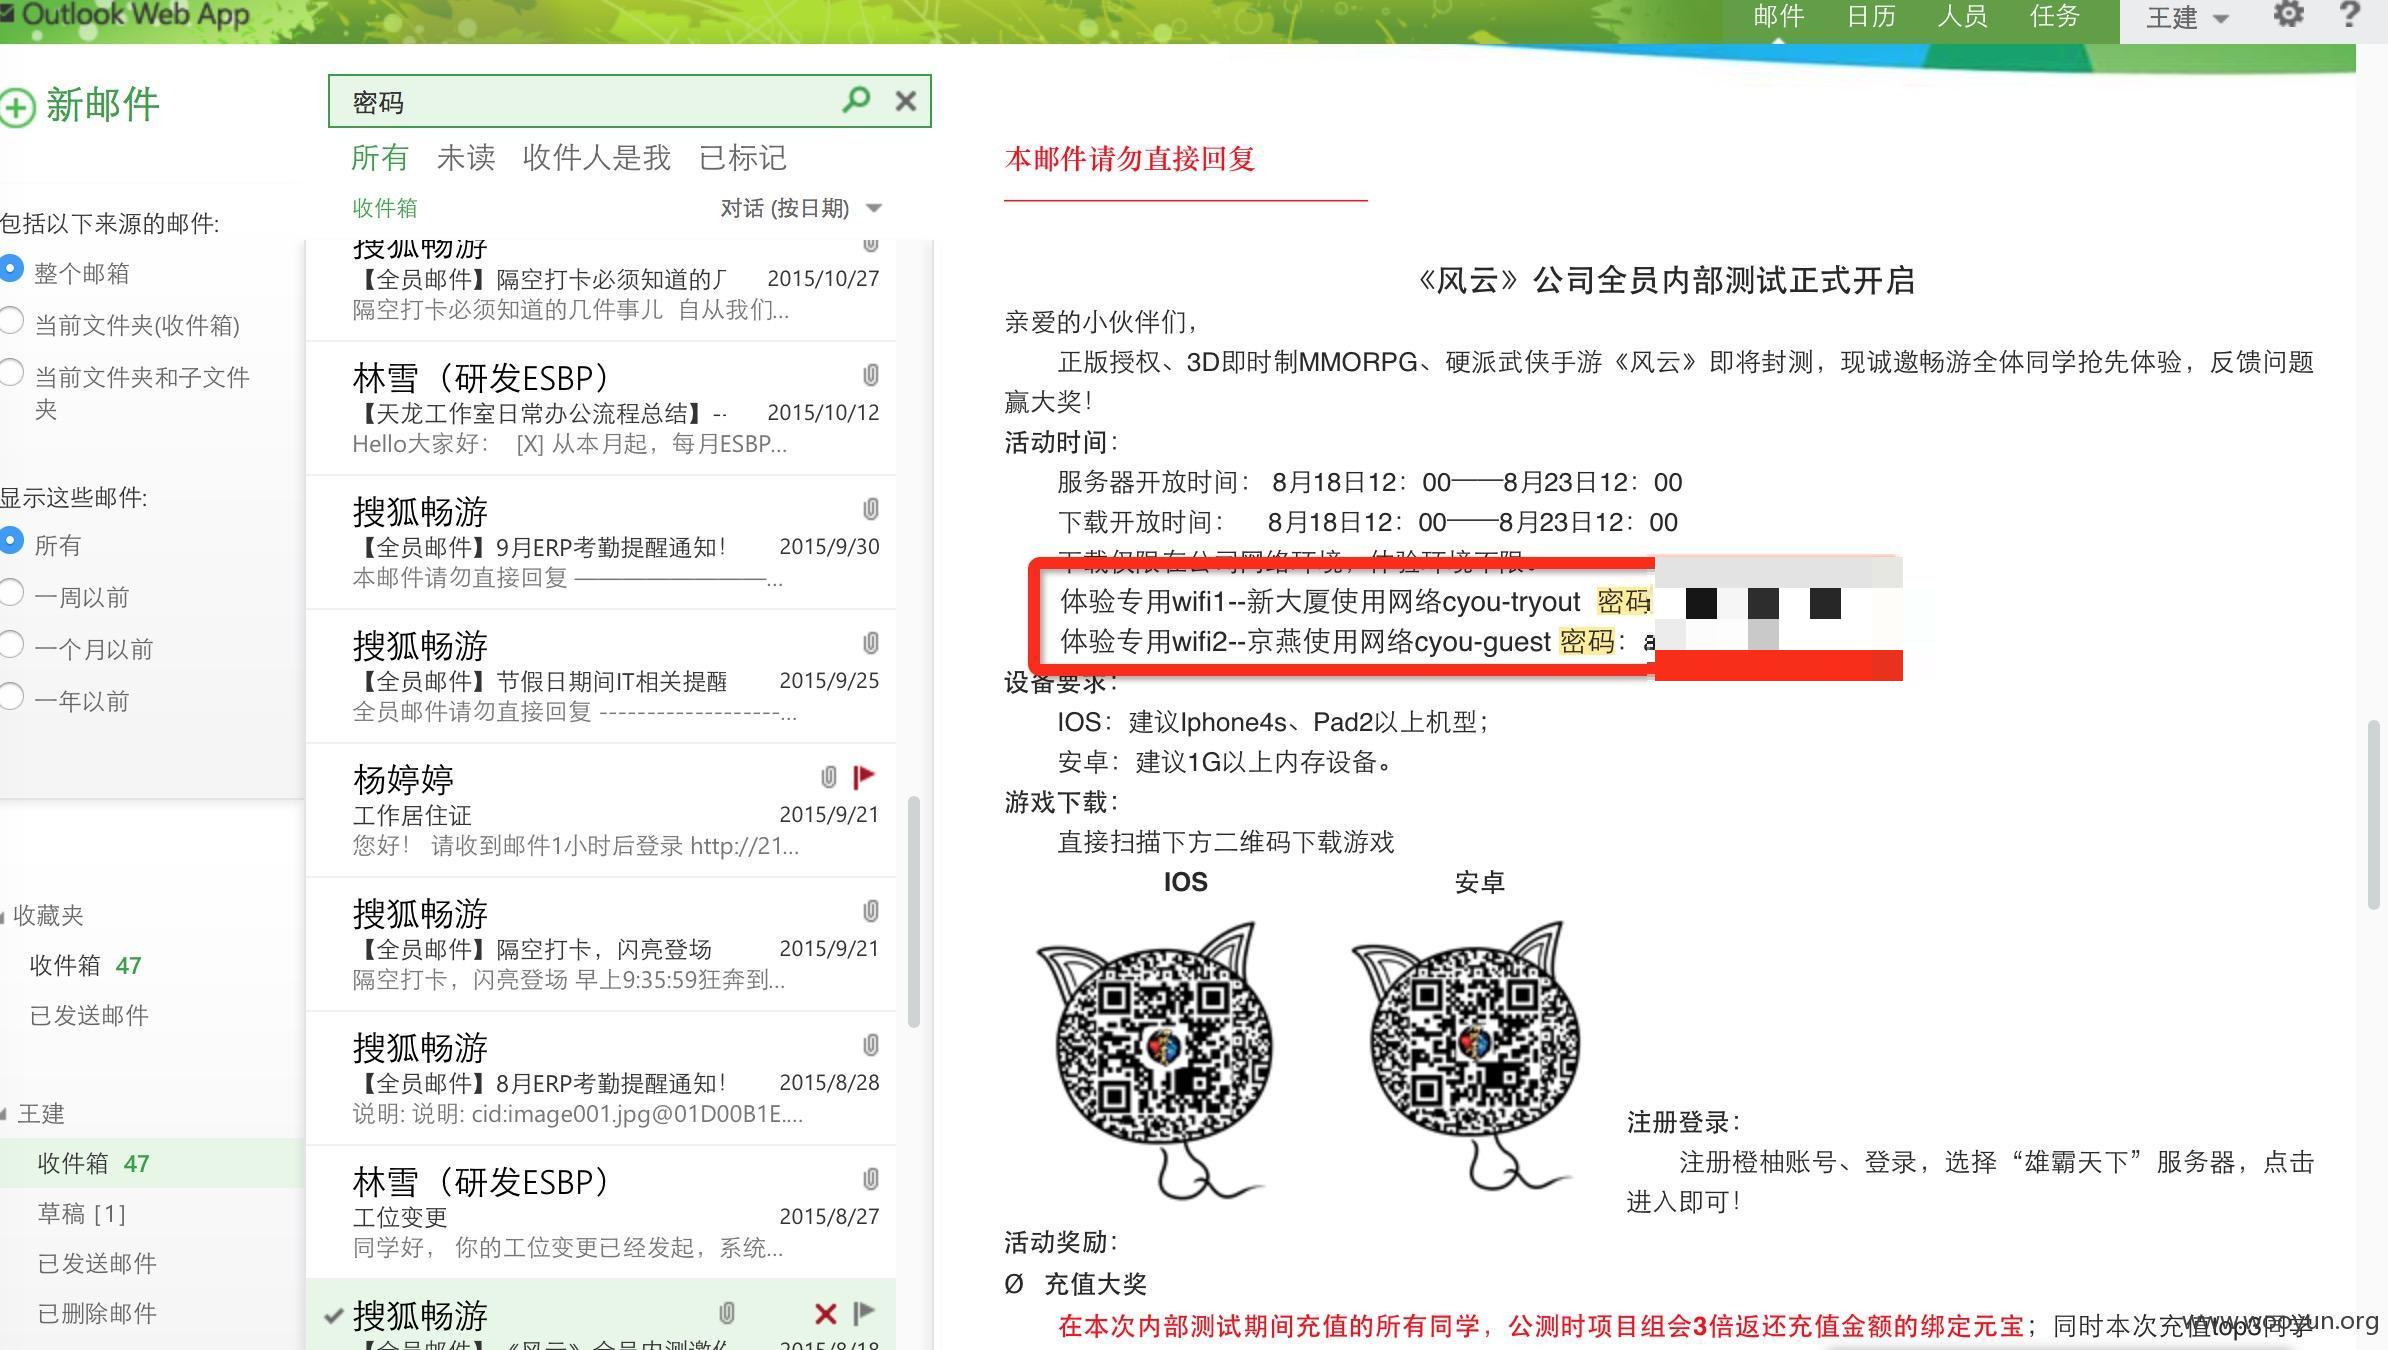 Outlook Web App
邮件 日历 人员 任务 王建 ?
新邮件
包括以下来源的邮件:
整个邮箱
当前文件夹(收件箱)
当前文件夹和子文件
夹
显示这些邮件:
所有
一周以前
一个月以前
一年以前
收藏夹
收件箱 47
已发送邮件
王建
收件箱 47
草稿 [1]
已发送邮件
已删除邮件
密码
所有 未读 收件人是我 已标记
收件箱 对话 (按日期)
搜狐畅游
【全员邮件】隔空打卡必须知道的 2015/10/27
隔空打卡必须知道的几件事儿 自从我们...
林雪（研发ESBP）
【天龙工作室日常办公流程总结】-- 2015/10/12
Hello大家好： [X] 从本月起，每月ESBP...
搜狐畅游
【全员邮件】9月ERP考勤提醒通知！ 2015/9/30
本邮件请勿直接回复 ————————...
搜狐畅游
【全员邮件】节假日期间IT相关提醒 2015/9/25
全员邮件请勿直接回复 -------------------...
杨婷婷
工作居住证 2015/9/21
您好！ 请收到邮件1小时后登录 http://21...
搜狐畅游
【全员邮件】隔空打卡，闪亮登场 2015/9/21
隔空打卡，闪亮登场 早上9:35:59狂奔到...
搜狐畅游
【全员邮件】8月ERP考勤提醒通知！ 2015/8/28
说明: 说明: cid:image001.jpg@01D00B1E....
林雪（研发ESBP）
工位变更 2015/8/27
同学好， 你的工位变更已经发起，系统...
搜狐畅游
【全员邮件】《风云》全员内测邀 2015/8/18
本邮件请勿直接回复
《风云》公司全员内部测试正式开启
亲爱的小伙伴们，
正版授权、3D即时制MMORPG、硬派武侠手游《风云》即将封测，现诚邀畅游全体同学抢先体验，反馈问题
赢大奖！
活动时间：
服务器开放时间： 8月18日12：00——8月23日12：00
下载开放时间： 8月18日12：00——8月23日12：00
下载仅限在公司网络环境，体验环境不限。
体验专用wifi1--新大厦使用网络cyou-tryout 密码
体验专用wifi2--京燕使用网络cyou-guest 密码：a
设备要求：
IOS：建议Iphone4s、Pad2以上机型；
安卓：建议1G以上内存设备。
游戏下载：
直接扫描下方二维码下载游戏
IOS 安卓
注册登录：
注册橙柚账号、登录，选择“雄霸天下”服务器，点击
进入即可！
活动奖励：
Ø 充值大奖
在本次内部测试期间充值的所有同学，公测时项目组会3倍返还充值金额的绑定元宝；同时本次充值top3同学
www.wooyun.org